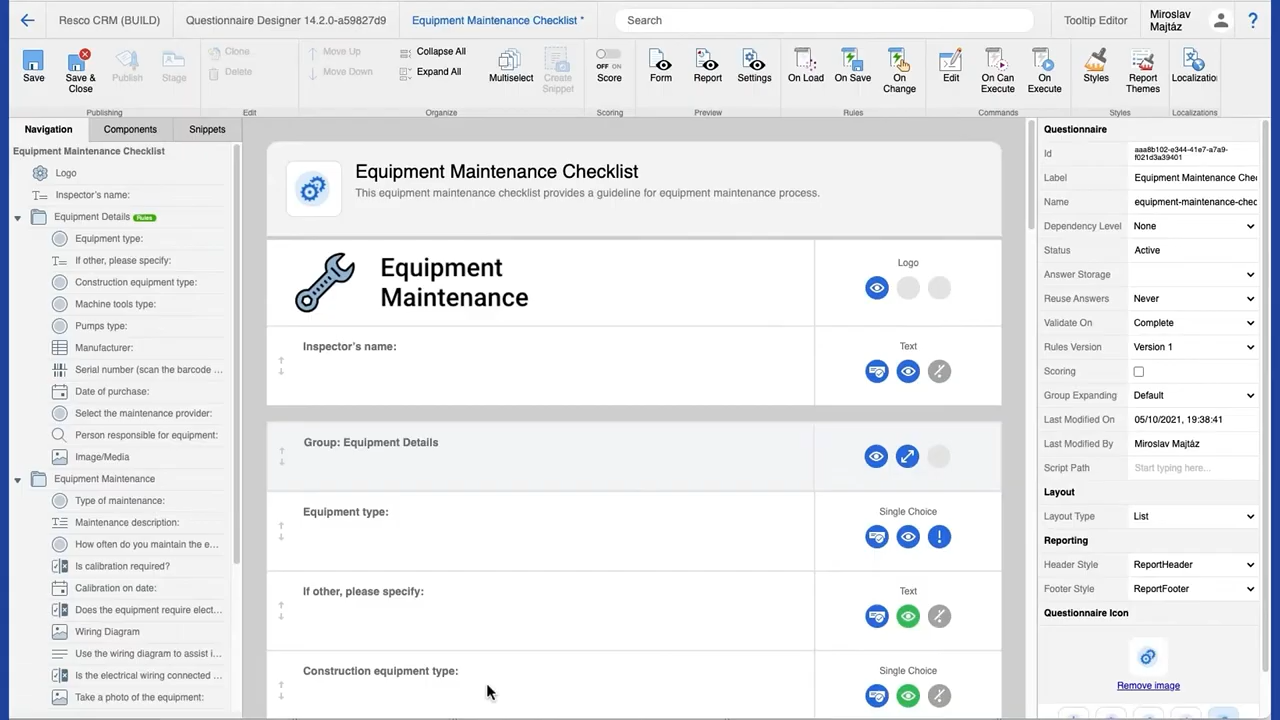 Resco CRM (BUILD)
Questionnaire Designer 14.2.0-a59827d9
Equipment Maintenance Checklist *
Search
Tooltip Editor
Miroslav
Majtáz
?
Save
Save &
Close
Publish
Stage
Clone
Delete
Move Up
Move Down
Collapse All
Expand All
Multiselect
Create
Snippet
OFF ON
Score
Form
Report
Settings
On Load
On Save
On
Change
Edit
On Can
Execute
On
Execute
Styles
Report
Themes
Localizatio
Publishing
Edit
Organize
Scoring
Preview
Rules
Commands
Styles
Localizations
Navigation
Components
Snippets
Equipment Maintenance Checklist
Logo
Inspector's name:
Equipment Details
Rules
Equipment type:
If other, please specify:
Construction equipment type:
Machine tools type:
Pumps type:
Manufacturer:
Serial number (scan the barcode ...
Date of purchase:
Select the maintenance provider:
Person responsible for equipment:
Image/Media
Equipment Maintenance
Type of maintenance:
Maintenance description:
How often do you maintain the e...
Is calibration required?
Calibration on date:
Does the equipment require elect...
Wiring Diagram
Use the wiring diagram to assist i...
Is the electrical wiring connected ...
Take a photo of the equipment:
Equipment Maintenance Checklist
This equipment maintenance checklist provides a guideline for equipment maintenance process.
Equipment
Maintenance
Logo
Inspector's name:
Text
Group: Equipment Details
Equipment type:
Single Choice
If other, please specify:
Text
Construction equipment type:
Single Choice
Questionnaire
Id
aaa8b102-e344-41e7-a7a9-
f021d3a39401
Label
Equipment Maintenance Che
Name
equipment-maintenance-chec
Dependency Level
None
Status
Active
Answer Storage
Reuse Answers
Never
Validate On
Complete
Rules Version
Version 1
Scoring
Group Expanding
Default
Last Modified On
05/10/2021, 19:38:41
Last Modified By
Miroslav Majtáz
Script Path
Start typing here...
Layout
Layout Type
List
Reporting
Header Style
ReportHeader
Footer Style
ReportFooter
Questionnaire Icon
Remove image